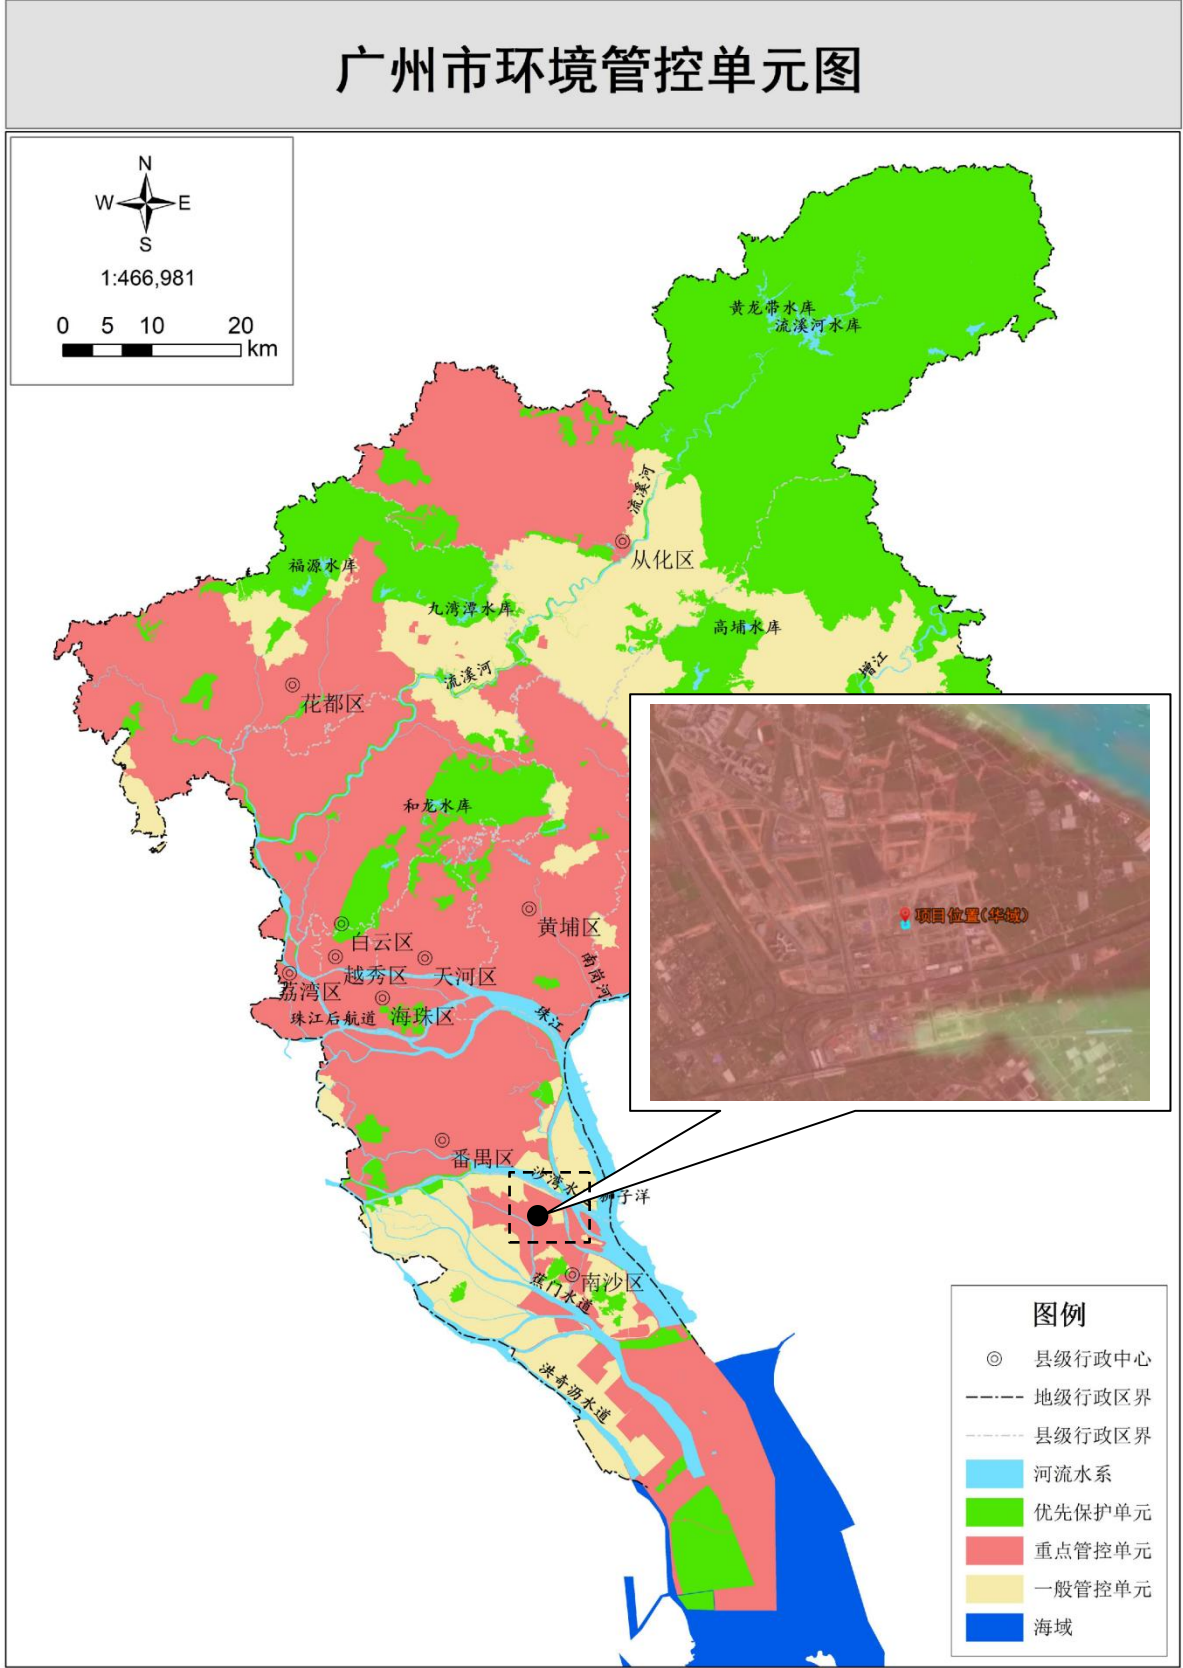 广州市环境管控单元图
N
W E
S
1:466,981
0 5 10 20
km
黄龙带水库
流溪河水库
流溪河
从化区
福源水库
九湾潭水库
高埔水库
增江
流溪河
花都区
和龙水库
项目位置(华域)
黄埔区
白云区
南岗河
越秀区
天河区
荔湾区
海珠区
珠江后航道
珠江
番禺区
沙湾水
狮子洋
南沙区
蕉门水道
洪奇沥水道
图例
县级行政中心
地级行政区界
县级行政区界
河流水系
优先保护单元
重点管控单元
一般管控单元
海域